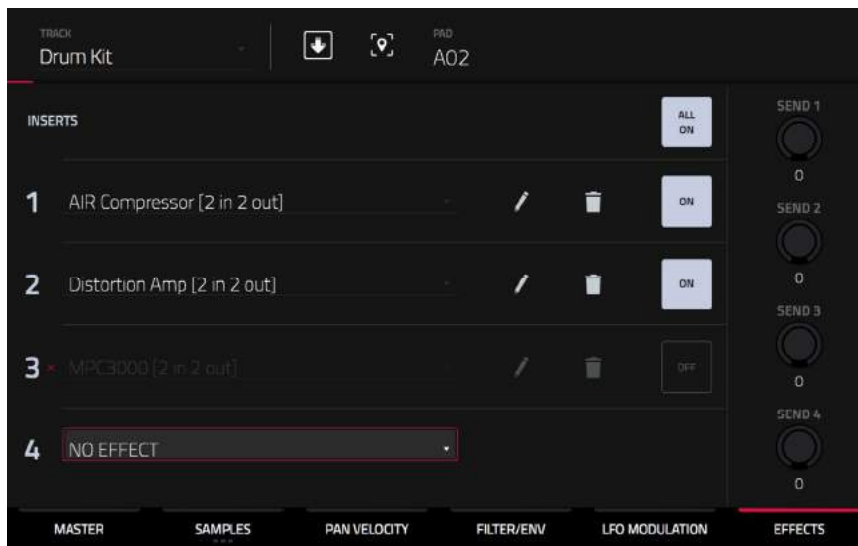 TRACK
Drum Kit
PAD
A02
INSERTS
ALL
ON
SEND 1
0
1 AIR Compressor [2 in 2 out] ON
SEND 2
0
2 Distortion Amp [2 in 2 out] ON
SEND 3
0
3 × MPC3000 [2 in 2 out] OFF
SEND 4
0
4 NO EFFECT
MASTER SAMPLES PAN VELOCITY FILTER/ENV LFO MODULATION EFFECTS